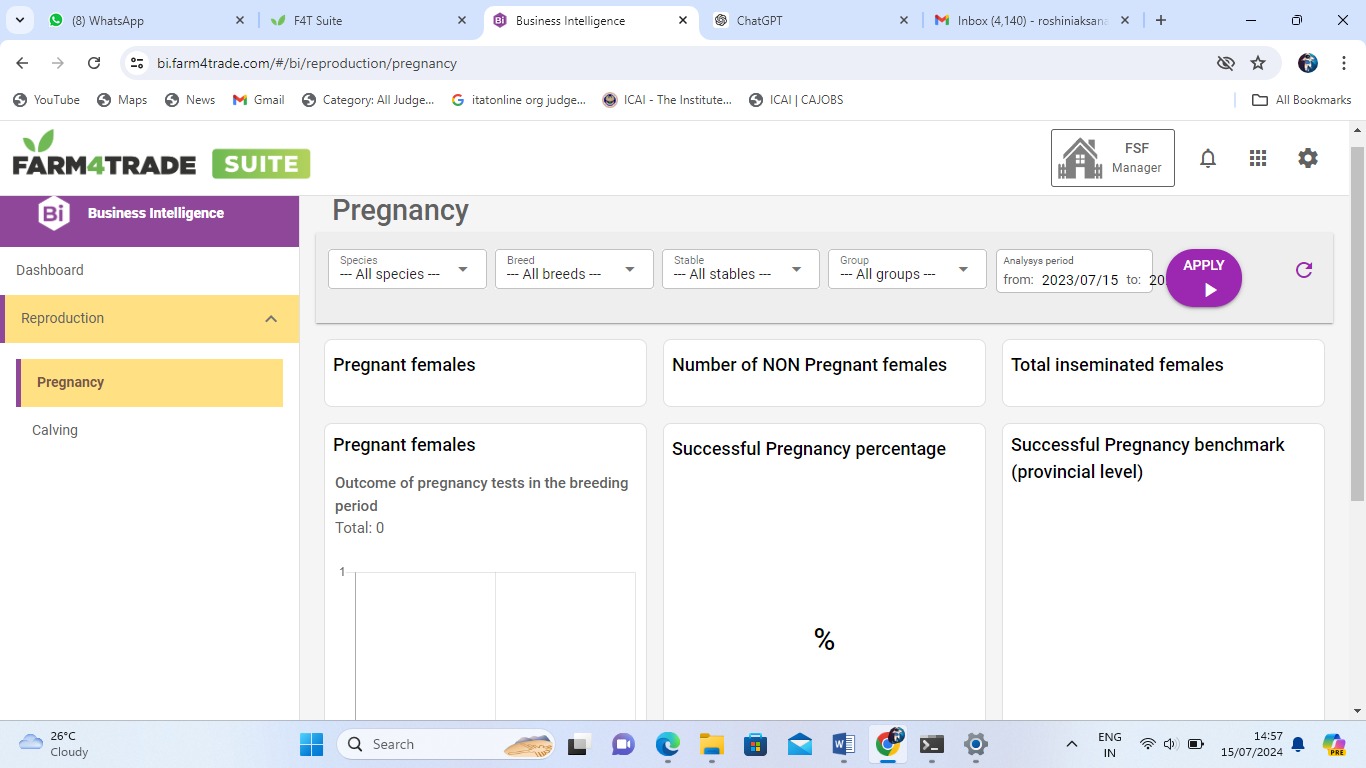 (8) WhatsApp
F4T Suite
Business Intelligence
ChatGPT
Inbox (4,140) - roshiniaksana
bi.farm4trade.com/#/bi/reproduction/pregnancy
YouTube
Maps
News
Gmail
Category: All Judge...
itatonline org judge...
ICAI - The Institute...
ICAI | CAJOBS
All Bookmarks
FARM4TRADE SUITE
FSF
Manager
Bi Business Intelligence
Dashboard
Reproduction
Pregnancy
Calving
Pregnancy
Species
--- All species ---
Breed
--- All breeds ---
Stable
--- All stables ---
Group
--- All groups ---
Analysys period
from: 2023/07/15 to: 20
APPLY
Pregnant females
Number of NON Pregnant females
Total inseminated females
Pregnant females
Outcome of pregnancy tests in the breeding
period
Total: 0
1
Successful Pregnancy percentage
%
Successful Pregnancy benchmark
(provincial level)
26°C
Cloudy
Search
ENG
IN
14:57
15/07/2024
PRE